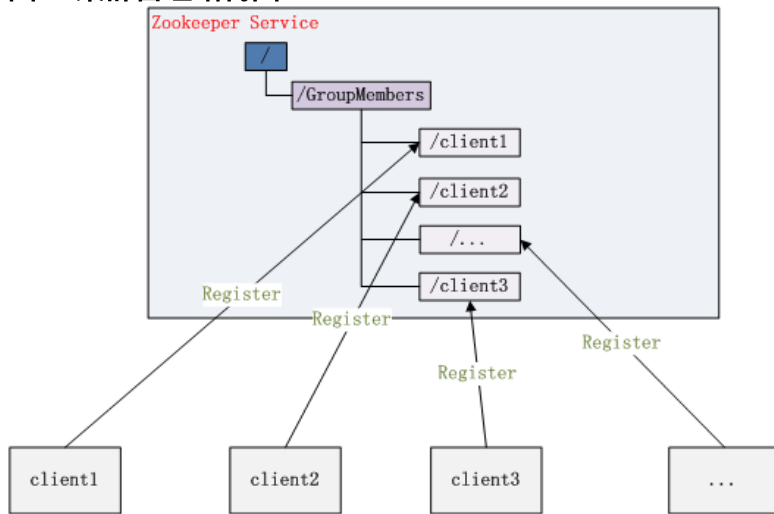 Zookeeper Service
/
/GroupMembers
/client1
/client2
/...
/client3
Register
Register
Register
Register
client1
client2
client3
...